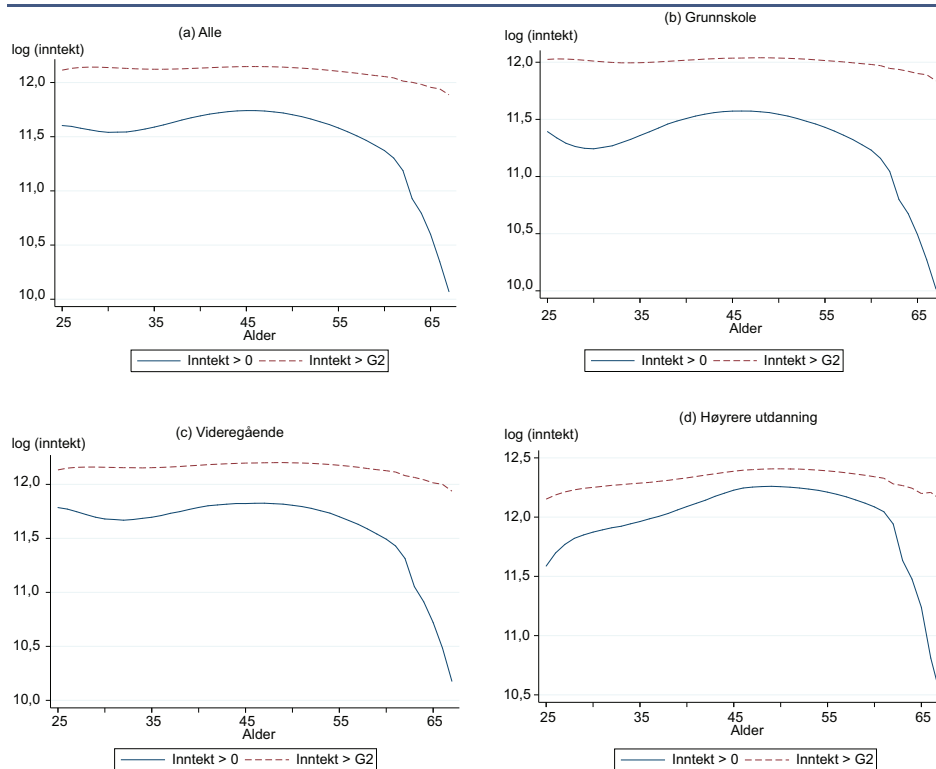 (a) Alle
log (inntekt)
12,0
11,5
11,0
10,5
10,0
25 35 45 55 65
Alder
Inntekt > 0 Inntekt > G2
(b) Grunnskole
log (inntekt)
12,0
11,5
11,0
10,5
10,0
25 35 45 55 65
Alder
Inntekt > 0 Inntekt > G2
(c) Videregående
log (inntekt)
12,0
11,5
11,0
10,5
10,0
25 35 45 55 65
Alder
Inntekt > 0 Inntekt > G2
(d) Høyrere utdanning
log (inntekt)
12,5
12,0
11,5
11,0
10,5
25 35 45 55 65
Alder
Inntekt > 0 Inntekt > G2